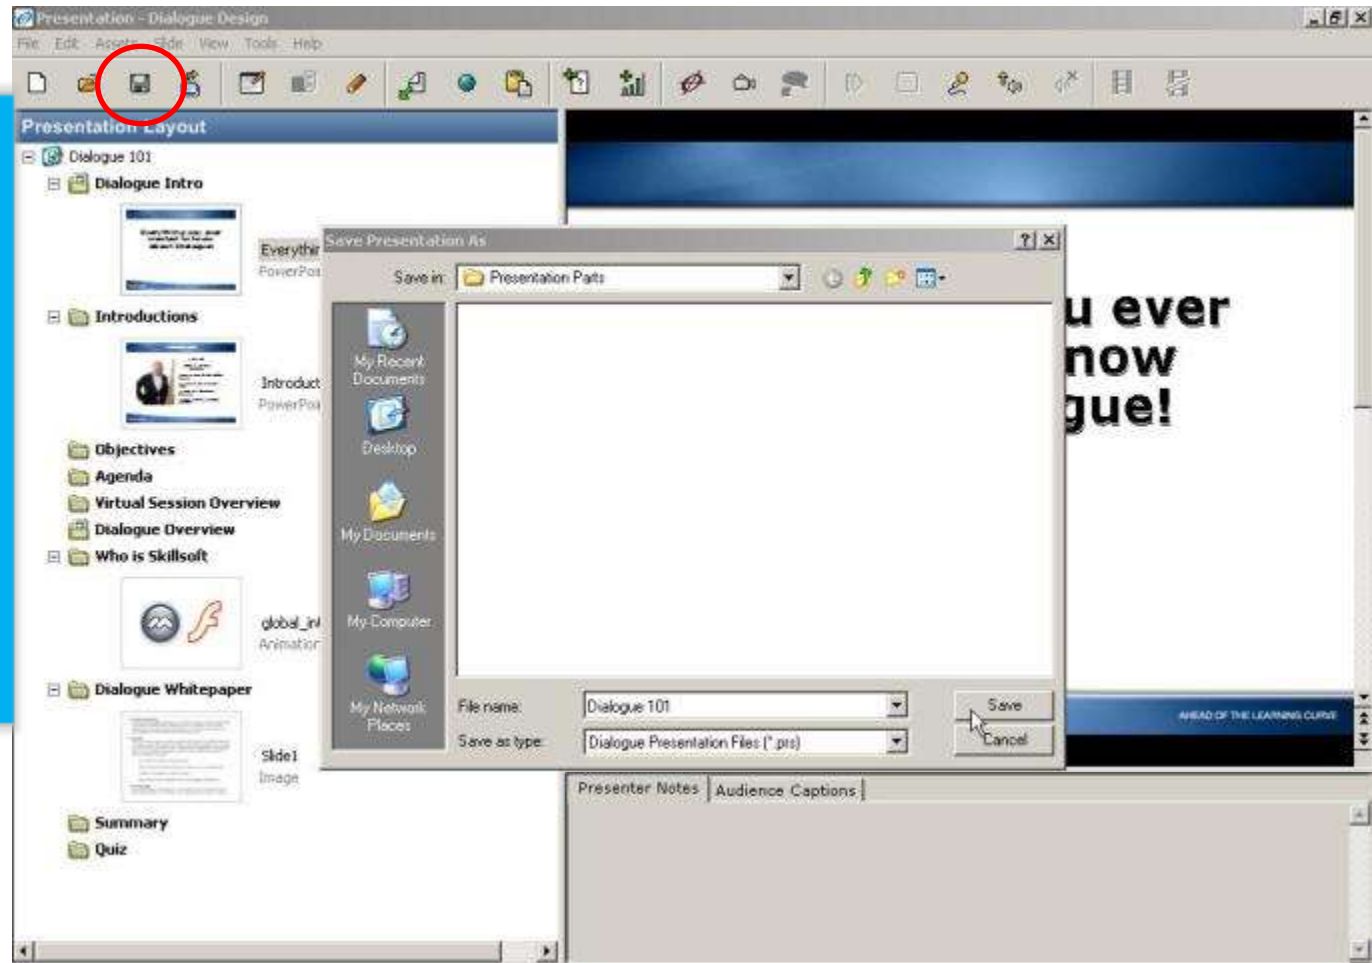 Presentation - Dialogue Design
File Edit Assets Slide View Tools Help
Presentation Layout
Dialogue 101
Dialogue Intro
Everythin
PowerPoi
Introductions
Introduct
PowerPoi
Objectives
Agenda
Virtual Session Overview
Dialogue Overview
Who is Skillsoft
global_int
Animation
Dialogue Whitepaper
Slide1
Image
Summary
Quiz
Save Presentation As
Save in: Presentation Parts
My Recent
Documents
Desktop
My Documents
My Computer
My Network
Places
File name: Dialogue 101
Save as type: Dialogue Presentation Files (*.prs)
Save
Cancel
u ever
now
gue!
AHEAD OF THE LEARNING CURVE
Presenter Notes Audience Captions